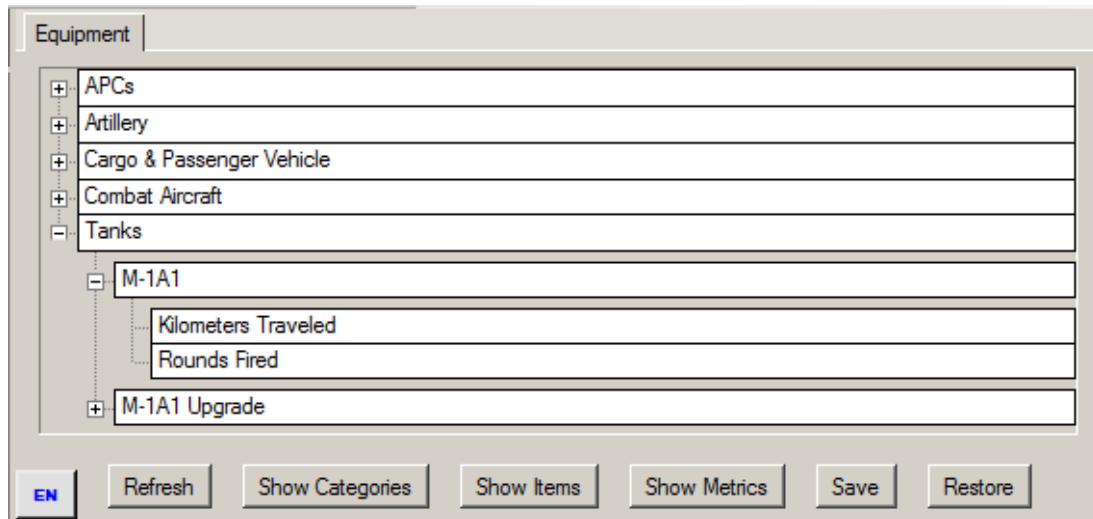 Equipment
APCs
Artillery
Cargo & Passenger Vehicle
Combat Aircraft
Tanks
M-1A1
Kilometers Traveled
Rounds Fired
M-1A1 Upgrade
EN Refresh Show Categories Show Items Show Metrics Save Restore